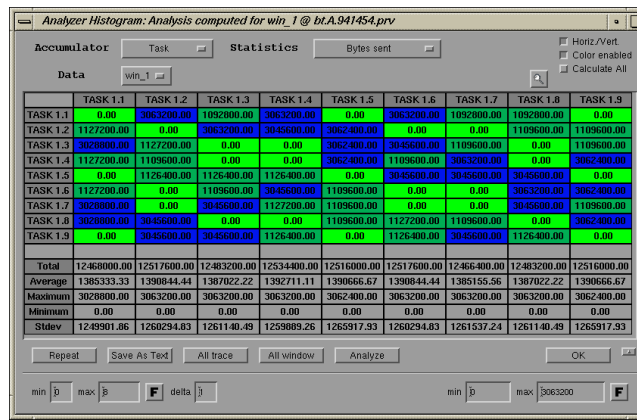 Analyzer Histogram: Analysis computed for win_1 @ bt.A.941454.prv
Accumulator Task Statistics Bytes sent Horiz./Vert.
Color enabled
Data win_1 Calculate All
TASK 1.1 TASK 1.2 TASK 1.3 TASK 1.4 TASK 1.5 TASK 1.6 TASK 1.7 TASK 1.8 TASK 1.9
TASK 1.1 0.00 3063200.00 1092800.00 3063200.00 0.00 3063200.00 1092800.00 1092800.00 0.00
TASK 1.2 1127200.00 0.00 3063200.00 3045600.00 3062400.00 0.00 0.00 1109600.00 1109600.00
TASK 1.3 3028800.00 1127200.00 0.00 0.00 3062400.00 3045600.00 1109600.00 0.00 1109600.00
TASK 1.4 1127200.00 1109600.00 0.00 0.00 3062400.00 1109600.00 3063200.00 0.00 3062400.00
TASK 1.5 0.00 1126400.00 1126400.00 1126400.00 0.00 3045600.00 3045600.00 3045600.00 0.00
TASK 1.6 1127200.00 0.00 1109600.00 3045600.00 1109600.00 0.00 0.00 3063200.00 3062400.00
TASK 1.7 3028800.00 0.00 3045600.00 1127200.00 1109600.00 0.00 0.00 3045600.00 1109600.00
TASK 1.8 3028800.00 3045600.00 0.00 0.00 1109600.00 1127200.00 1109600.00 0.00 3062400.00
TASK 1.9 0.00 3045600.00 3045600.00 1126400.00 0.00 1126400.00 3045600.00 1126400.00 0.00
Total 12468000.00 12517600.00 12483200.00 12534400.00 12516000.00 12517600.00 12466400.00 12483200.00 12516000.00
Average 1385333.33 1390844.44 1387022.22 1392711.11 1390666.67 1390844.44 1385155.56 1387022.22 1390666.67
Maximum 3028800.00 3063200.00 3063200.00 3063200.00 3062400.00 3063200.00 3063200.00 3063200.00 3062400.00
Minimum 0.00 0.00 0.00 0.00 0.00 0.00 0.00 0.00 0.00
Stdev 1249901.86 1260294.83 1261140.49 1259889.26 1265917.93 1260294.83 1261537.24 1261140.49 1265917.93
Repeat Save As Text All trace All window Analyze OK
min 0 max 8 F delta 1 min 0 max 3063200 F